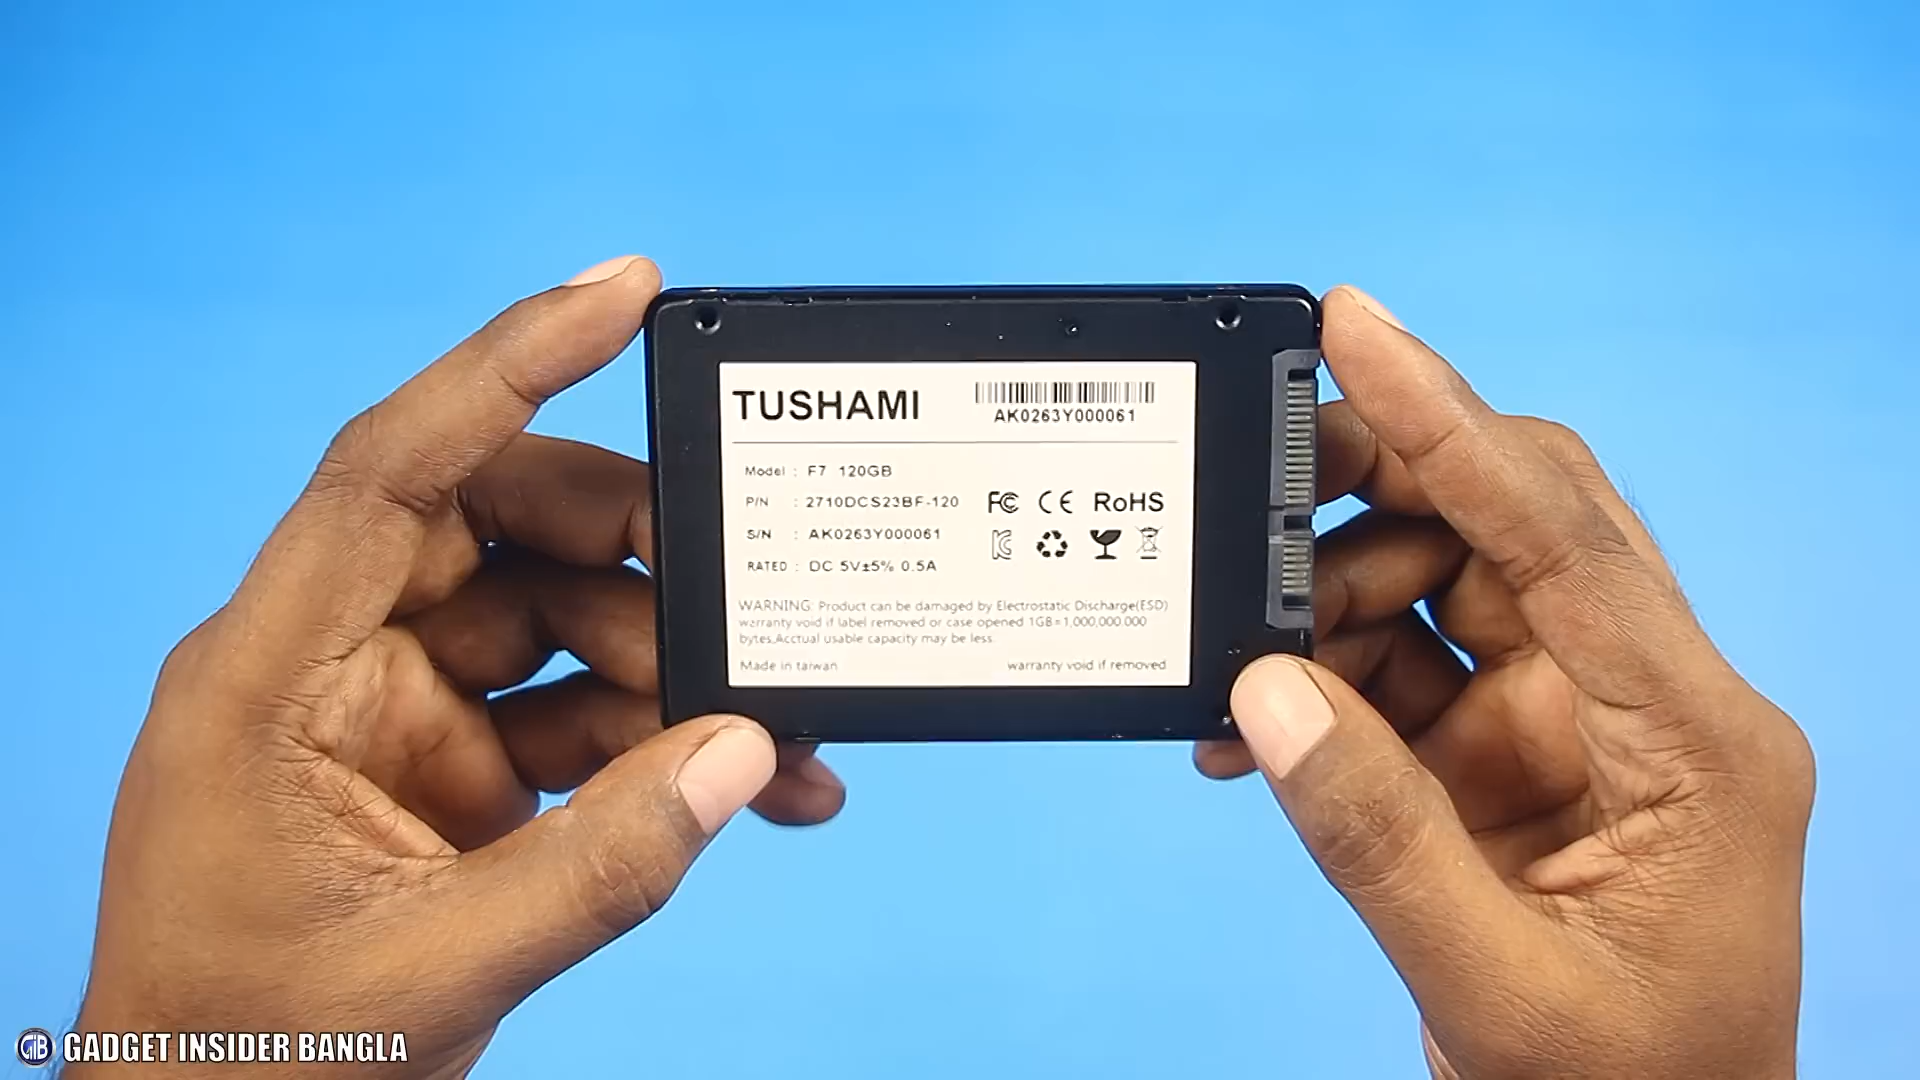 TUSHAMI
AK0263Y000061
Model : F7 120GB
P/N : 2710DCS23BF-120
S/N : AK0263Y000061
RATED : DC 5V±5% 0.5A
FC CE RoHS
WARNING: Product can be damaged by Electrostatic Discharge(ESD)
warranty void if label removed or case opened 1GB=1,000,000.000
bytes,Acctual usable capacity may be less.
Made in tarwan
warranty void if removed
GIB GADGET INSIDER BANGLA